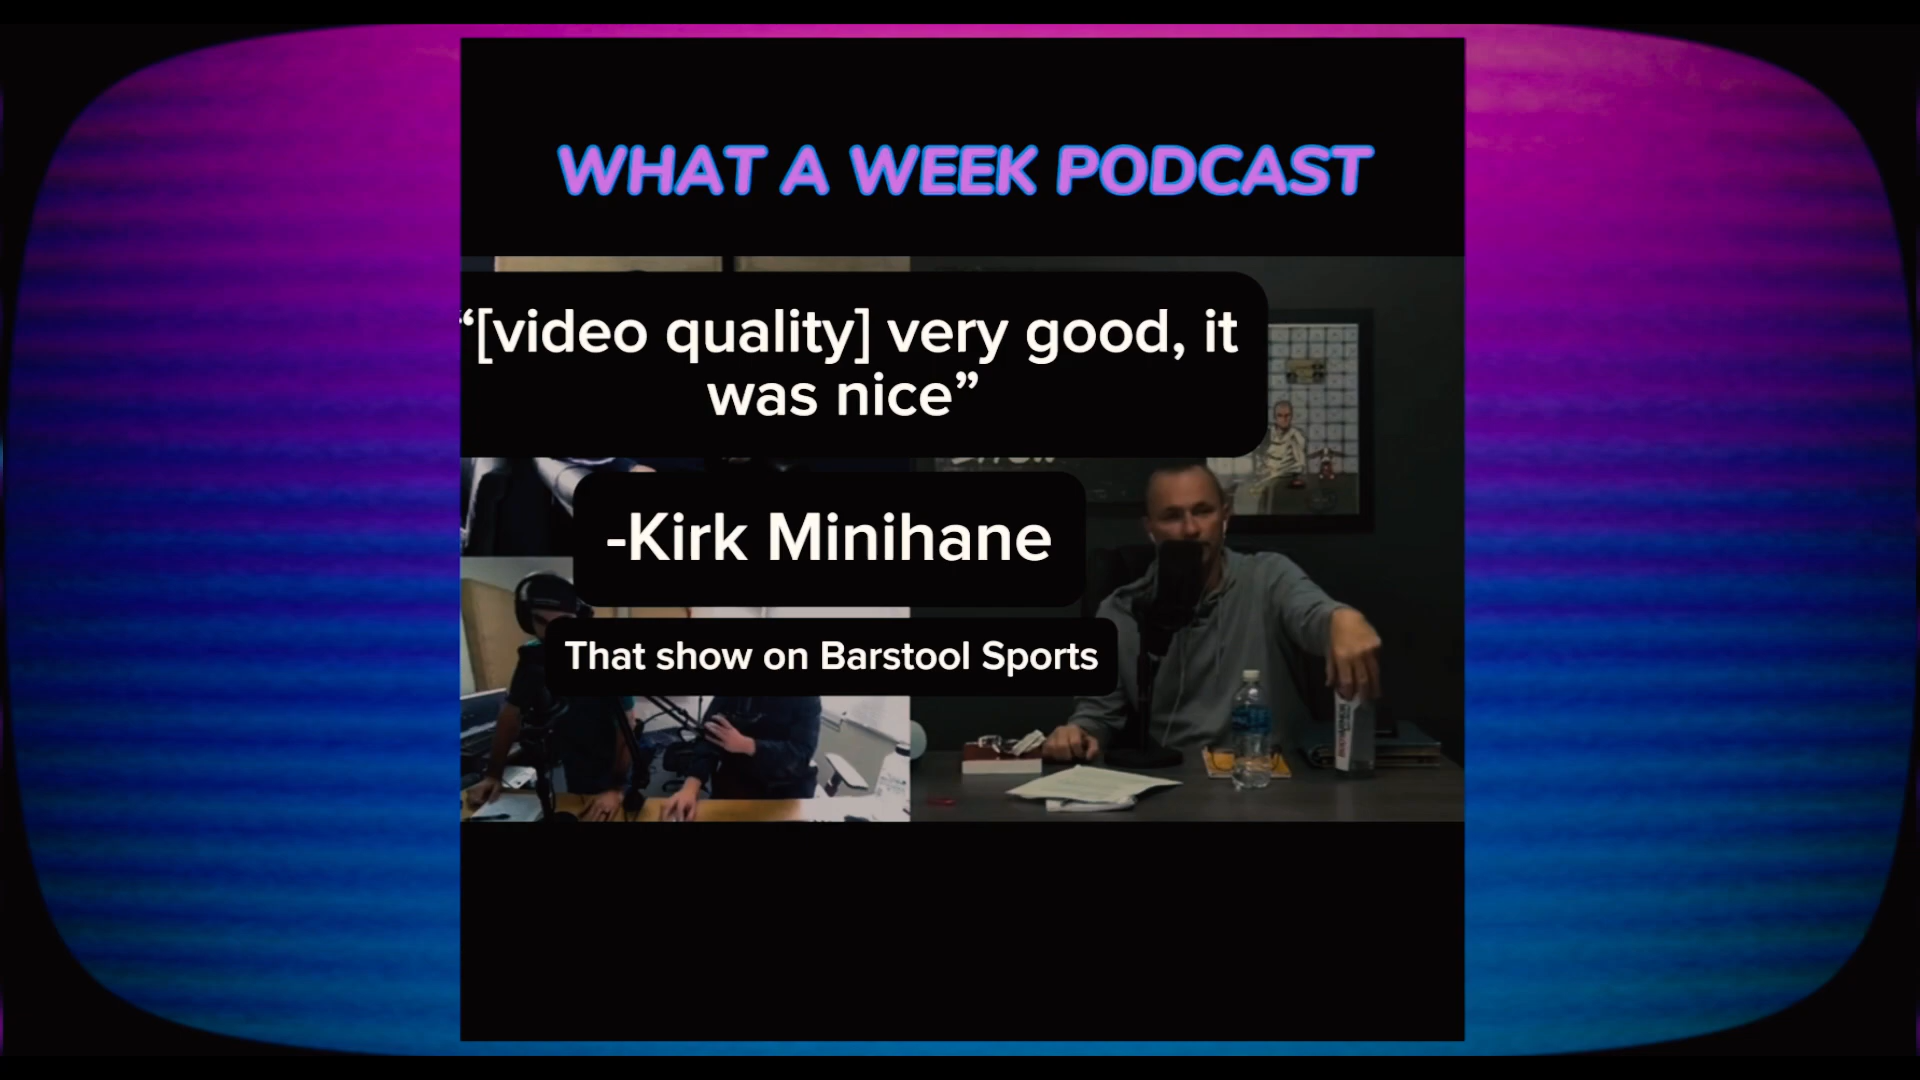 WHAT A WEEK PODCAST
“[video quality] very good, it
was nice”
-Kirk Minihane
That show on Barstool Sports